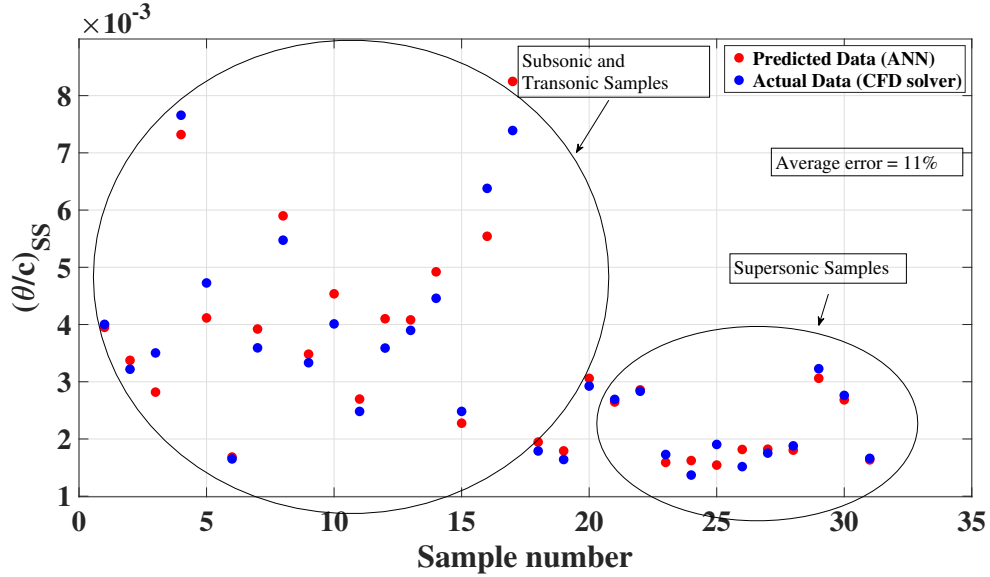 ×10⁻³
Subsonic and
Transonic Samples
Predicted Data (ANN)
Actual Data (CFD solver)
Average error = 11%
Supersonic Samples
(θ/c)SS
8
7
6
5
4
3
2
1
0 5 10 15 20 25 30 35
Sample number